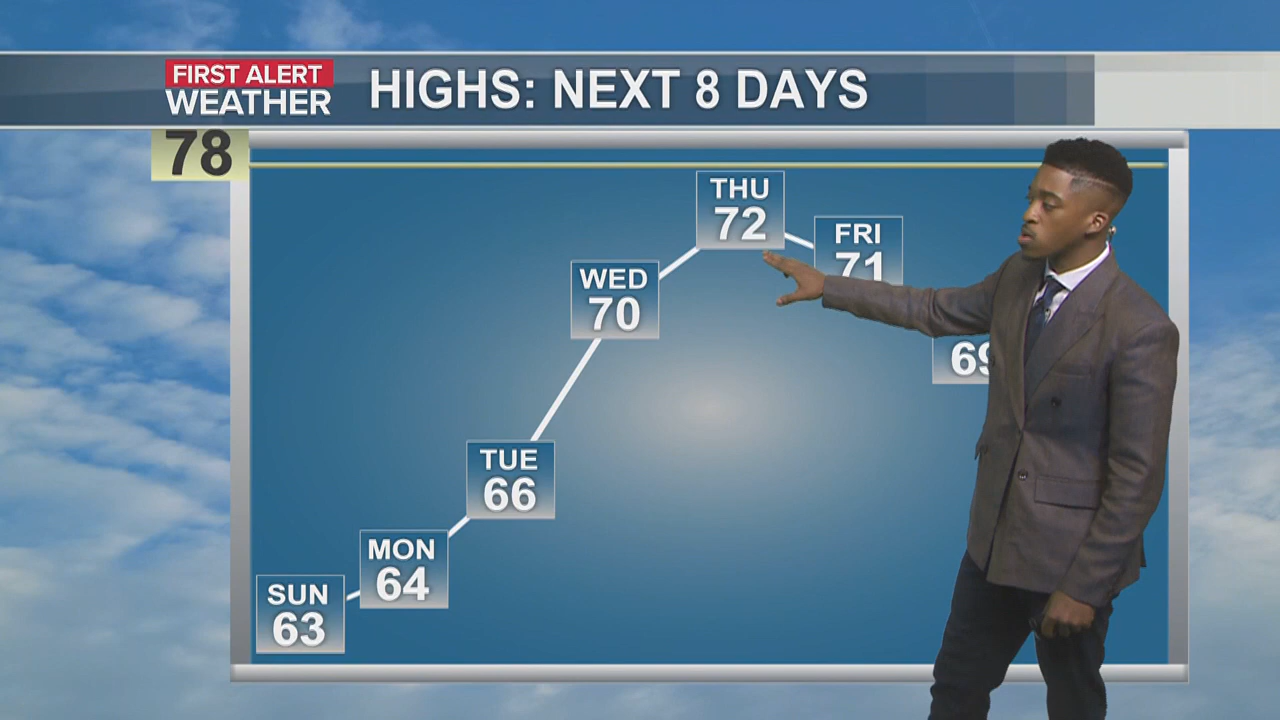 FIRST ALERT
WEATHER
HIGHS: NEXT 8 DAYS
78
THU
72
FRI
71
WED
70
69
TUE
66
MON
64
SUN
63